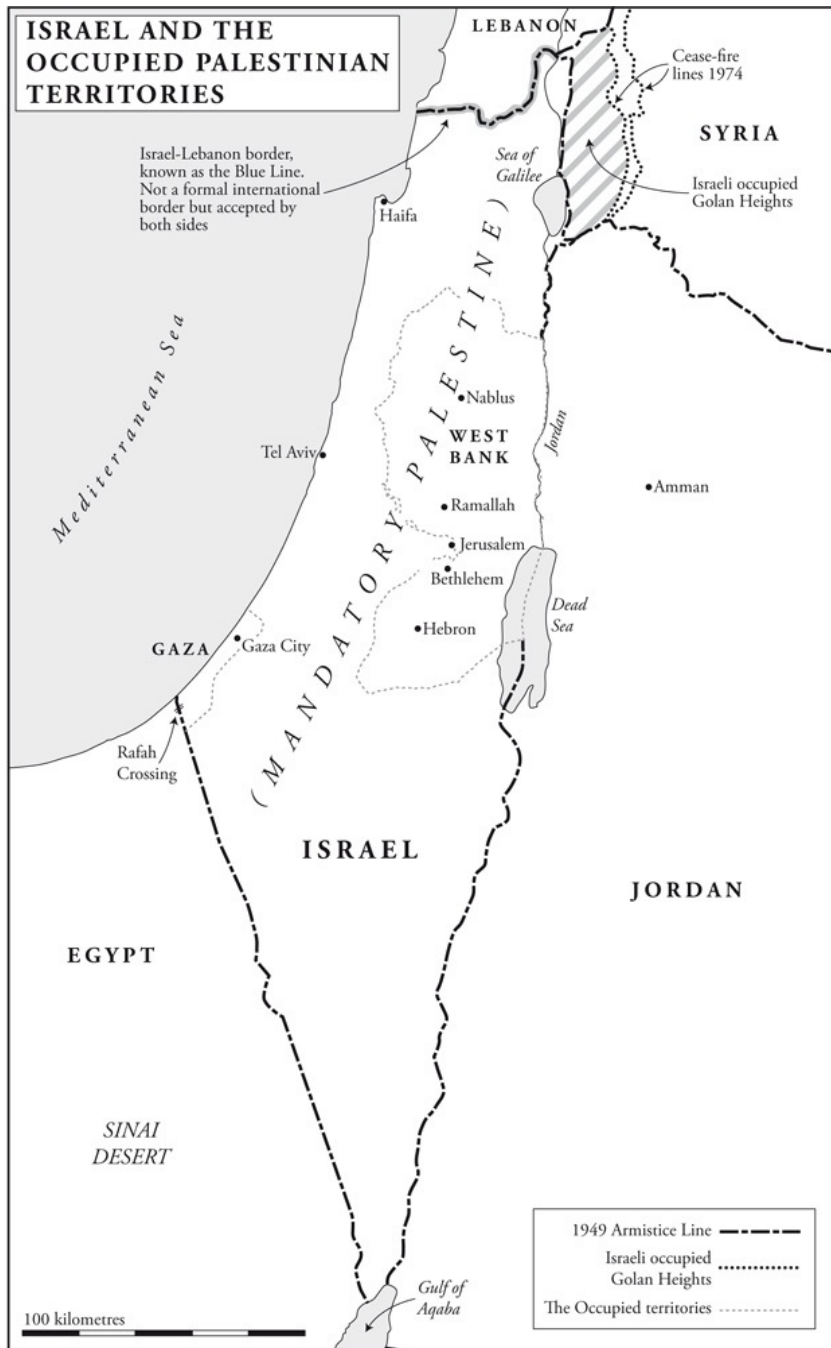 ISRAEL AND THE
OCCUPIED PALESTINIAN
TERRITORIES
LEBANON
Cease-fire
lines 1974
SYRIA
Israel-Lebanon border,
known as the Blue Line.
Not a formal international
border but accepted by
both sides
Sea of
Galilee
Israeli occupied
Golan Heights
Haifa
(MANDATORY PALESTINE)
Mediterranean Sea
Nablus
WEST
BANK
Jordan
Tel Aviv
Amman
Ramallah
Jerusalem
Bethlehem
Dead
Sea
Hebron
GAZA
Gaza City
Rafah
Crossing
ISRAEL
JORDAN
EGYPT
SINAI
DESERT
Gulf of
Aqaba
100 kilometres
1949 Armistice Line
Israeli occupied
Golan Heights
The Occupied territories